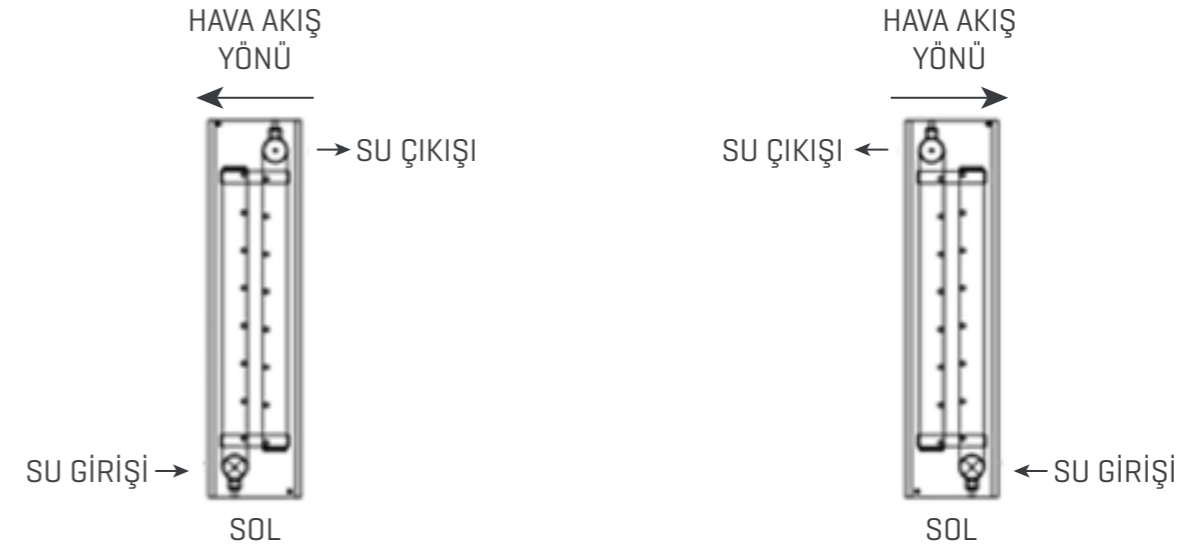 HAVA AKIŞ
YÖNÜ
SU ÇIKIŞI
SU GİRİŞİ
SOL
HAVA AKIŞ
YÖNÜ
SU ÇIKIŞI
SU GİRİŞİ
SOL